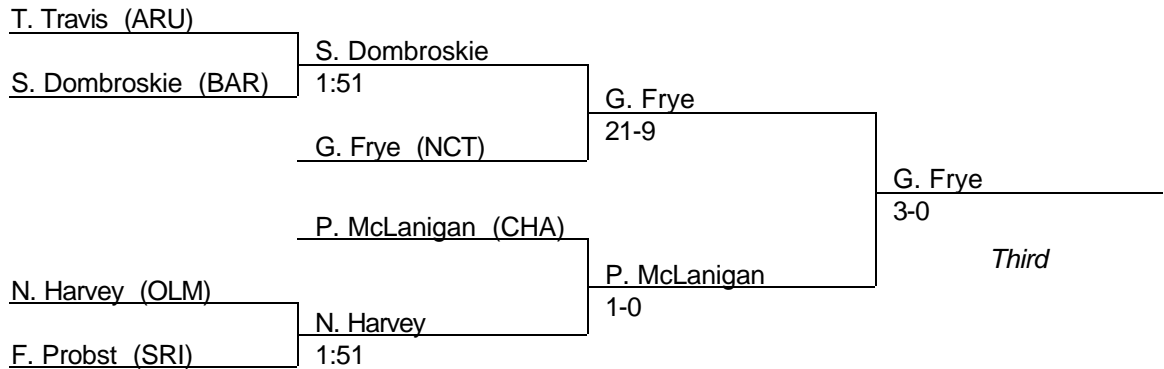 T. Travis (ARU)
S. Dombroskie
S. Dombroskie (BAR)
1:51
G. Frye
21-9
G. Frye (NCT)
G. Frye
3-0
P. McLanigan (CHA)
Third
P. McLanigan
N. Harvey (OLM)
1-0
N. Harvey
F. Probst (SRI)
1:51